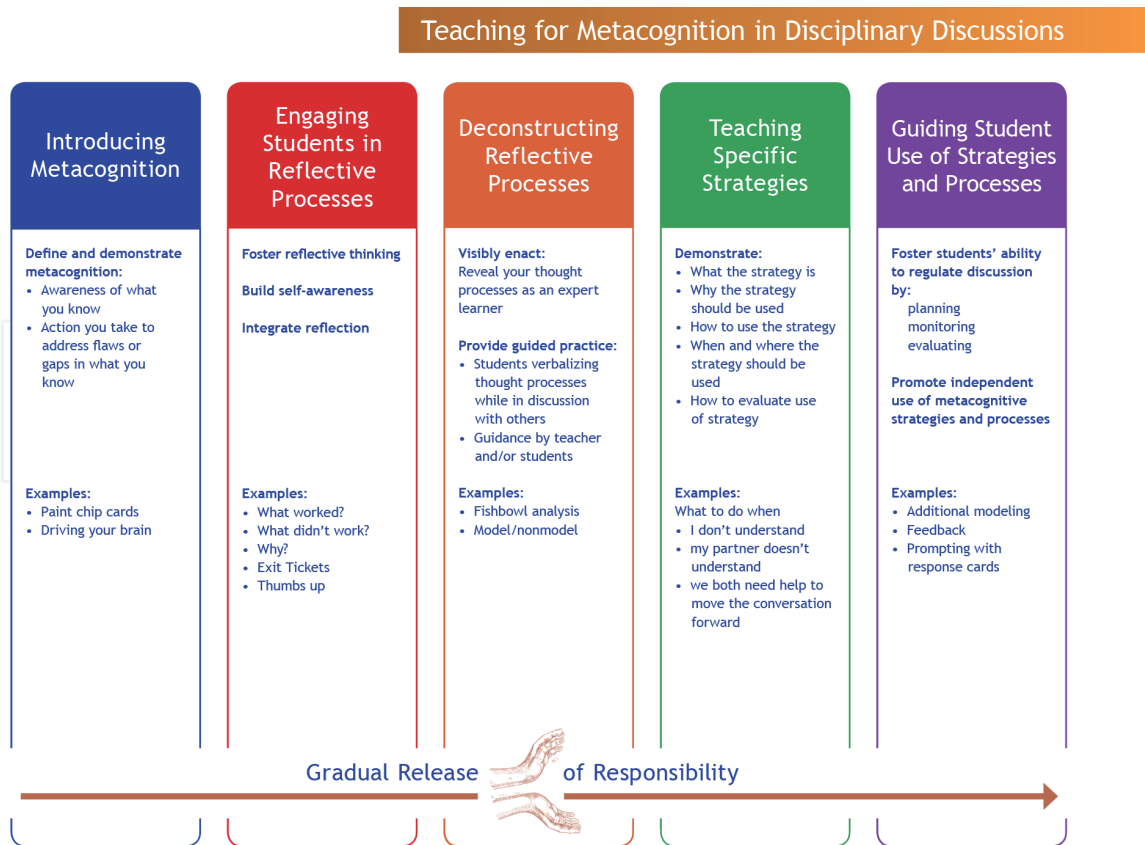 Teaching for Metacognition in Disciplinary Discussions
Introducing
Metacognition
Define and demonstrate
metacognition:
• Awareness of what
you know
• Action you take to
address flaws or
gaps in what you
know
Examples:
• Paint chip cards
• Driving your brain
Engaging
Students in
Reflective
Processes
Foster reflective thinking
Build self-awareness
Integrate reflection
Examples:
• What worked?
• What didn’t work?
• Why?
• Exit Tickets
• Thumbs up
Deconstructing
Reflective
Processes
Visibly enact:
Reveal your thought
processes as an expert
learner
Provide guided practice:
• Students verbalizing
thought processes
while in discussion
with others
• Guidance by teacher
and/or students
Examples:
• Fishbowl analysis
• Model/nonmodel
Teaching
Specific
Strategies
Demonstrate:
• What the strategy is
• Why the strategy
should be used
• How to use the strategy
• When and where the
strategy should be
used
• How to evaluate use
of strategy
Examples:
What to do when
• I don’t understand
• my partner doesn’t
understand
• we both need help to
move the conversation
forward
Guiding Student
Use of Strategies
and Processes
Foster students’ ability
to regulate discussion
by:
planning
monitoring
evaluating
Promote independent
use of metacognitive
strategies and processes
Examples:
• Additional modeling
• Feedback
• Prompting with
response cards
Gradual Release of Responsibility